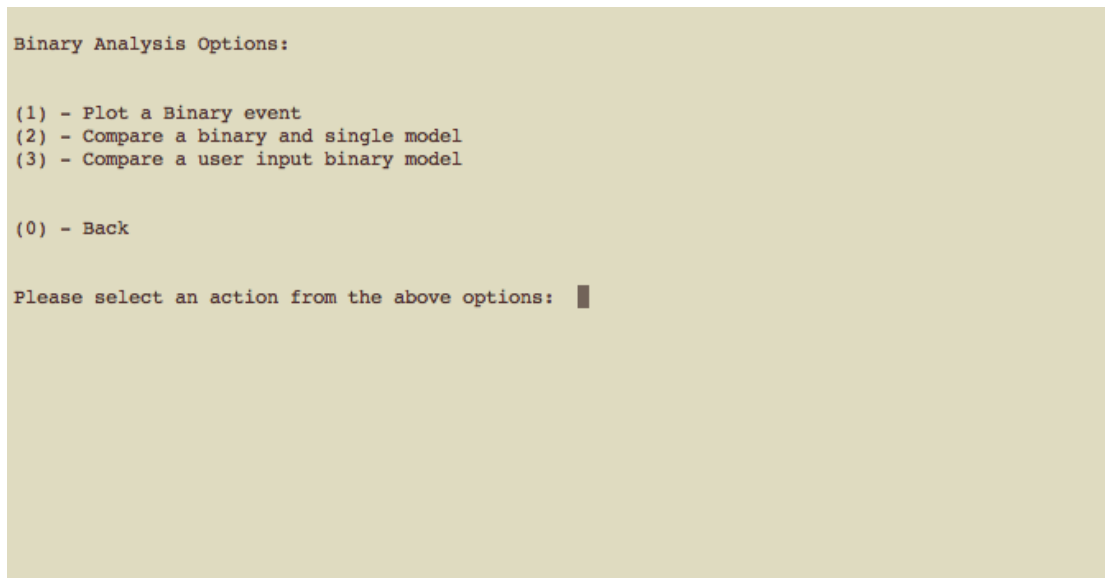 Binary Analysis Options:
(1) - Plot a Binary event
(2) - Compare a binary and single model
(3) - Compare a user input binary model
(0) - Back
Please select an action from the above options: